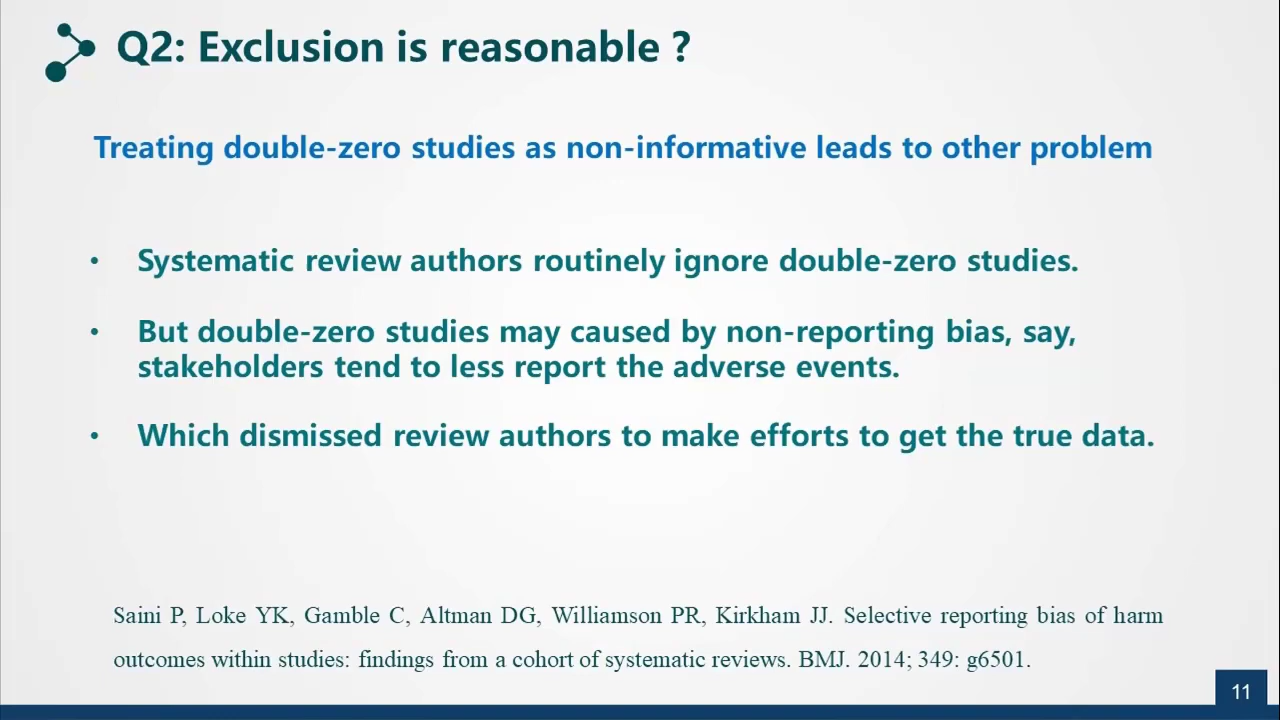 Q2: Exclusion is reasonable ?
Treating double-zero studies as non-informative leads to other problem
• Systematic review authors routinely ignore double-zero studies.
• But double-zero studies may caused by non-reporting bias, say,
stakeholders tend to less report the adverse events.
• Which dismissed review authors to make efforts to get the true data.
Saini P, Loke YK, Gamble C, Altman DG, Williamson PR, Kirkham JJ. Selective reporting bias of harm
outcomes within studies: findings from a cohort of systematic reviews. BMJ. 2014; 349: g6501.
11